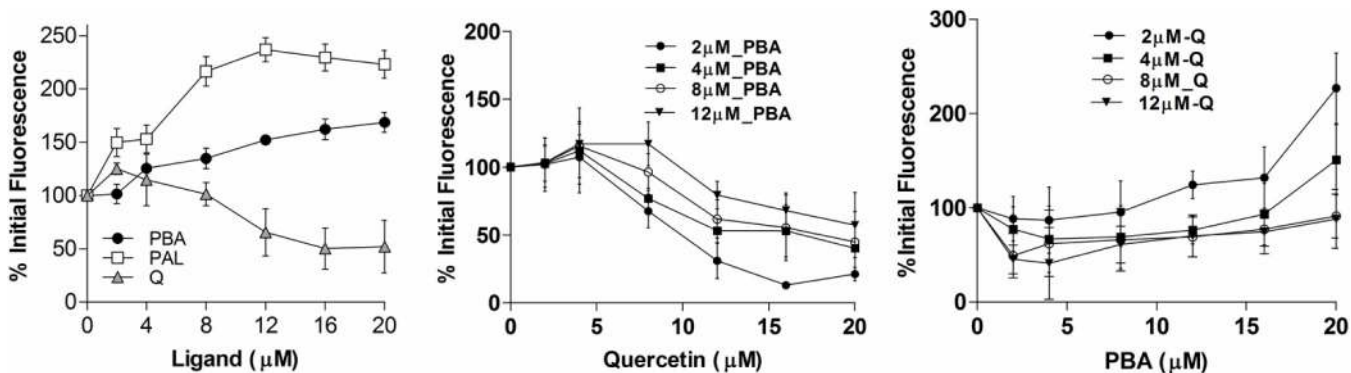 % Initial Fluorescence
250
200
150
100
50
0
PBA
PAL
Q
0 4 8 12 16 20
Ligand (μM)
% Initial Fluorescence
200
150
100
50
0
2μM_PBA
4μM_PBA
8μM_PBA
12μM_PBA
0 5 10 15 20
Quercetin (μM)
%Initial Fluorescence
300
200
100
0
2μM-Q
4μM-Q
8μM_Q
12μM-Q
0 5 10 15 20
PBA (μM)